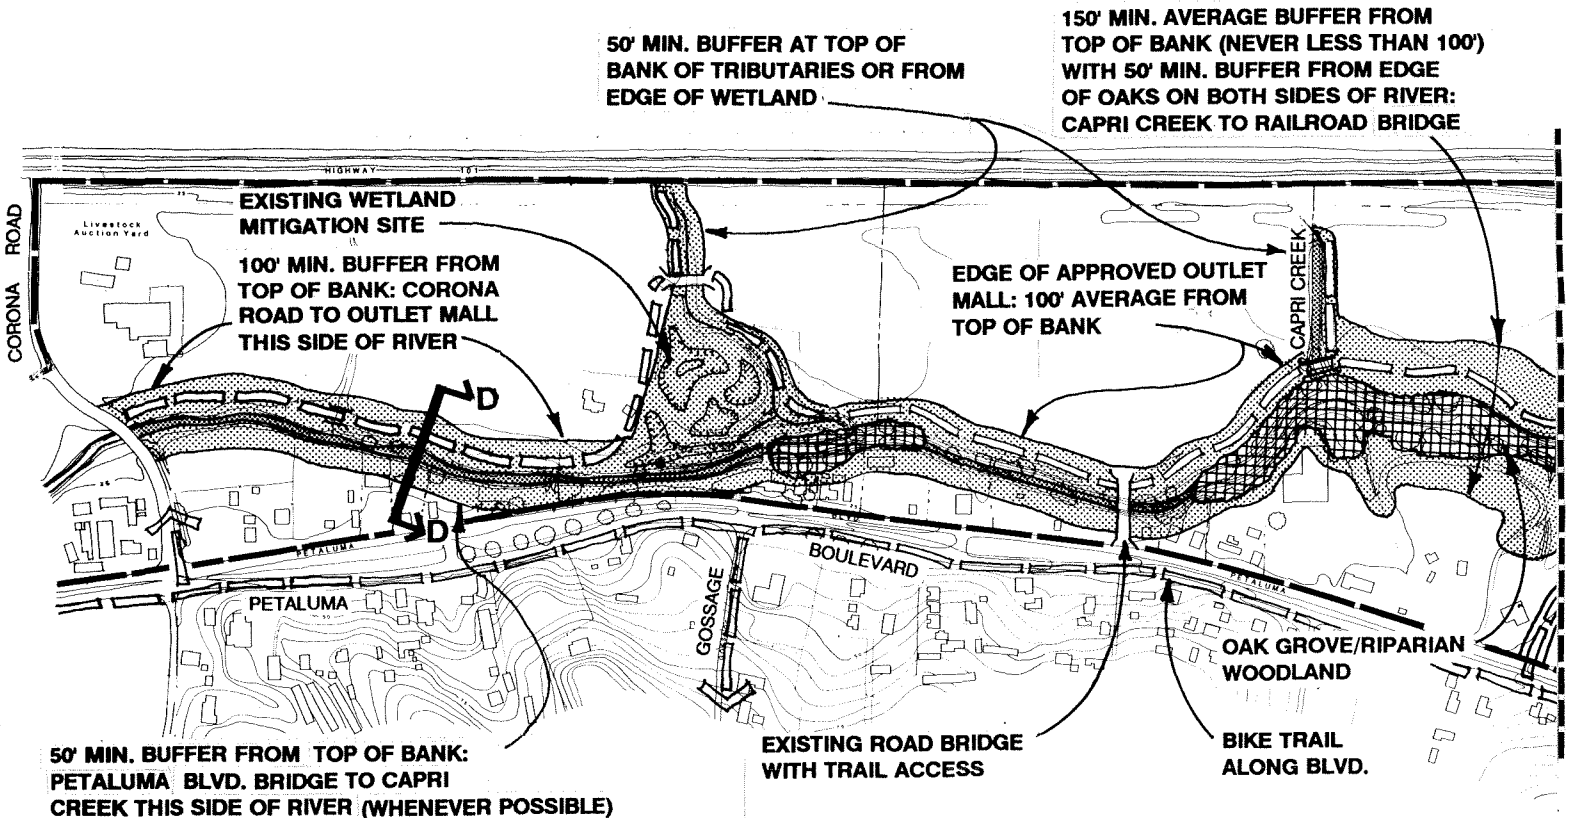 150' MIN. AVERAGE BUFFER FROM
TOP OF BANK (NEVER LESS THAN 100')
WITH 50' MIN. BUFFER FROM EDGE
OF OAKS ON BOTH SIDES OF RIVER:
CAPRI CREEK TO RAILROAD BRIDGE
50' MIN. BUFFER AT TOP OF
BANK OF TRIBUTARIES OR FROM
EDGE OF WETLAND
HIGHWAY 101
CORONA ROAD
Livestock
Auction Yard
EXISTING WETLAND
MITIGATION SITE
100' MIN. BUFFER FROM
TOP OF BANK: CORONA
ROAD TO OUTLET MALL
THIS SIDE OF RIVER
EDGE OF APPROVED OUTLET
MALL: 100' AVERAGE FROM
TOP OF BANK
CAPRI CREEK
D
D
PETALUMA
BLVD
PETALUMA
PETALUMA
BOULEVARD
GOSSAGE
OAK GROVE/RIPARIAN
WOODLAND
50' MIN. BUFFER FROM TOP OF BANK:
PETALUMA BLVD. BRIDGE TO CAPRI
CREEK THIS SIDE OF RIVER (WHENEVER POSSIBLE)
EXISTING ROAD BRIDGE
WITH TRAIL ACCESS
BIKE TRAIL
ALONG BLVD.